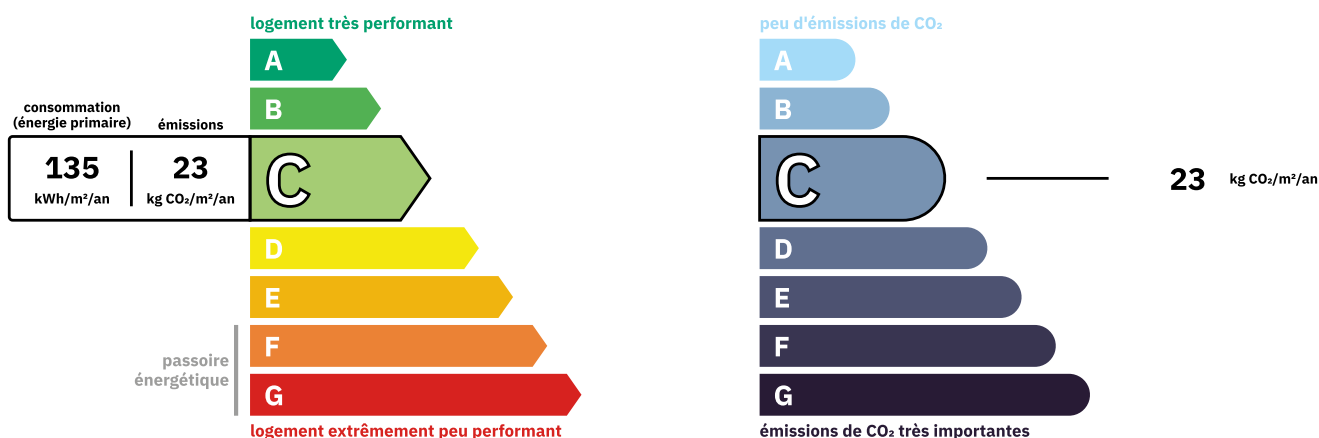 logement très performant
A
B
consommation
(énergie primaire)
émissions
135
kWh/m²/an
23
kg CO₂/m²/an
C
D
E
F
G
passoire
énergétique
logement extrêmement peu performant
peu d'émissions de CO₂
A
B
C
23 kg CO₂/m²/an
D
E
F
G
émissions de CO₂ très importantes